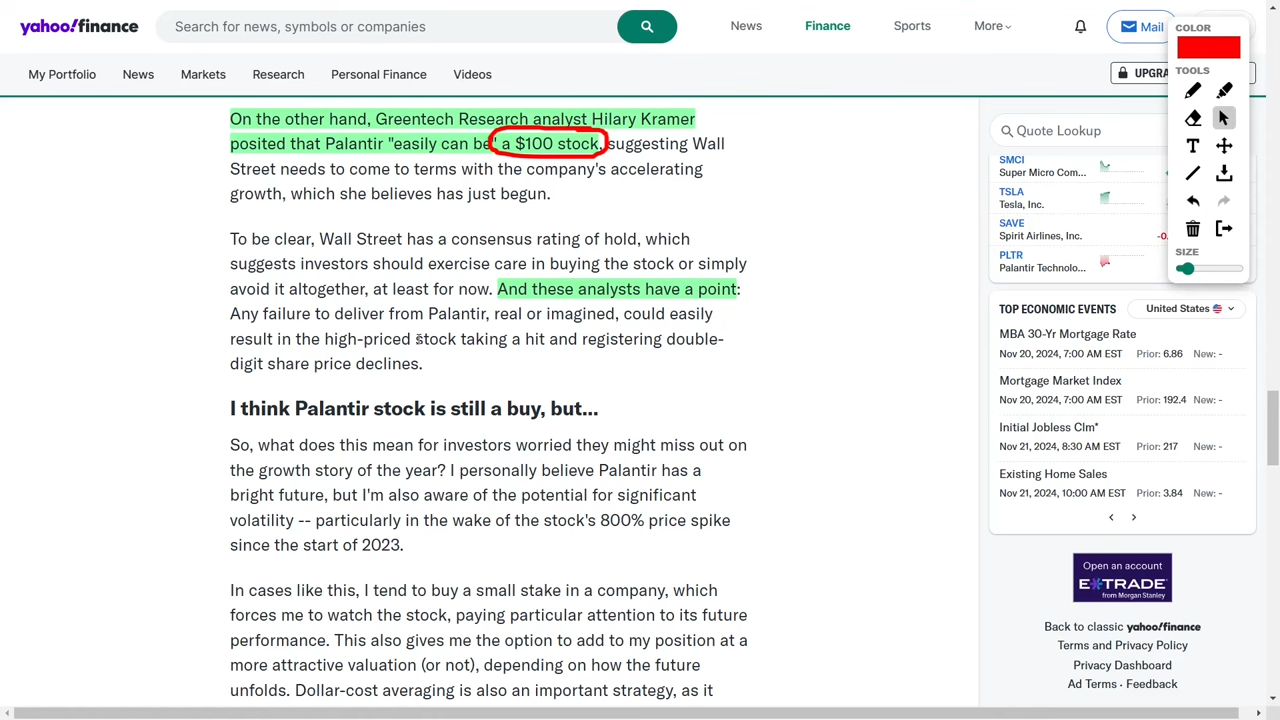 yahoo!finance
Search for news, symbols or companies
News
Finance
Sports
More
Mail
My Portfolio
News
Markets
Research
Personal Finance
Videos
UPGRA
COLOR
TOOLS
SIZE
On the other hand, Greentech Research analyst Hilary Kramer
posited that Palantir "easily can be" a $100 stock, suggesting Wall
Street needs to come to terms with the company's accelerating
growth, which she believes has just begun.
To be clear, Wall Street has a consensus rating of hold, which
suggests investors should exercise care in buying the stock or simply
avoid it altogether, at least for now. And these analysts have a point:
Any failure to deliver from Palantir, real or imagined, could easily
result in the high-priced stock taking a hit and registering double-
digit share price declines.
I think Palantir stock is still a buy, but...
So, what does this mean for investors worried they might miss out on
the growth story of the year? I personally believe Palantir has a
bright future, but I'm also aware of the potential for significant
volatility -- particularly in the wake of the stock's 800% price spike
since the start of 2023.
In cases like this, I tend to buy a small stake in a company, which
forces me to watch the stock, paying particular attention to its future
performance. This also gives me the option to add to my position at a
more attractive valuation (or not), depending on how the future
unfolds. Dollar-cost averaging is also an important strategy, as it
Quote Lookup
SMCI
Super Micro Com...
TSLA
Tesla, Inc.
SAVE
Spirit Airlines, Inc.
-0.
PLTR
Palantir Technolo...
TOP ECONOMIC EVENTS
United States
MBA 30-Yr Mortgage Rate
Nov 20, 2024, 7:00 AM EST Prior: 6.86 New: -
Mortgage Market Index
Nov 20, 2024, 7:00 AM EST Prior: 192.4 New: -
Initial Jobless Clm*
Nov 21, 2024, 8:30 AM EST Prior: 217 New: -
Existing Home Sales
Nov 21, 2024, 10:00 AM EST Prior: 3.84 New: -
Open an account
E*TRADE
from Morgan Stanley
Back to classic yahoo!finance
Terms and Privacy Policy
Privacy Dashboard
Ad Terms · Feedback